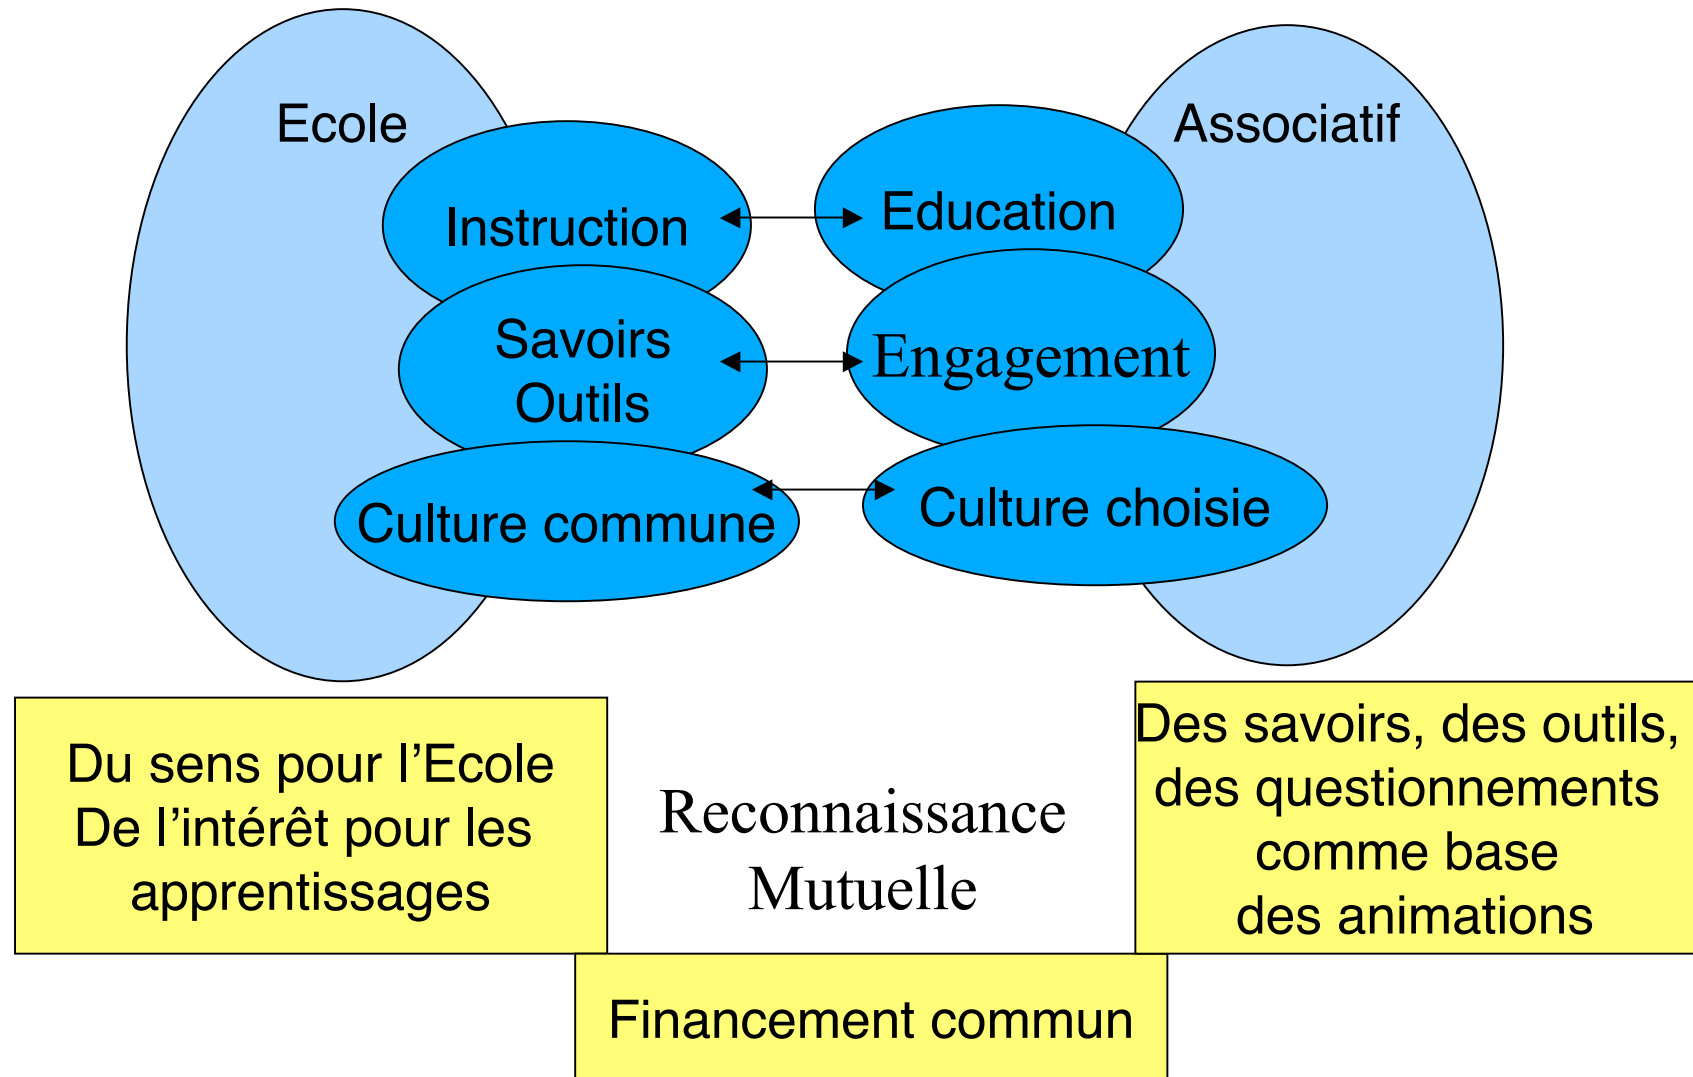 Ecole
Associatif
Instruction
Education
Savoirs
Outils
Engagement
Culture commune
Culture choisie
Du sens pour l’Ecole
De l’intérêt pour les
apprentissages
Reconnaissance
Mutuelle
Des savoirs, des outils,
des questionnements
comme base
des animations
Financement commun